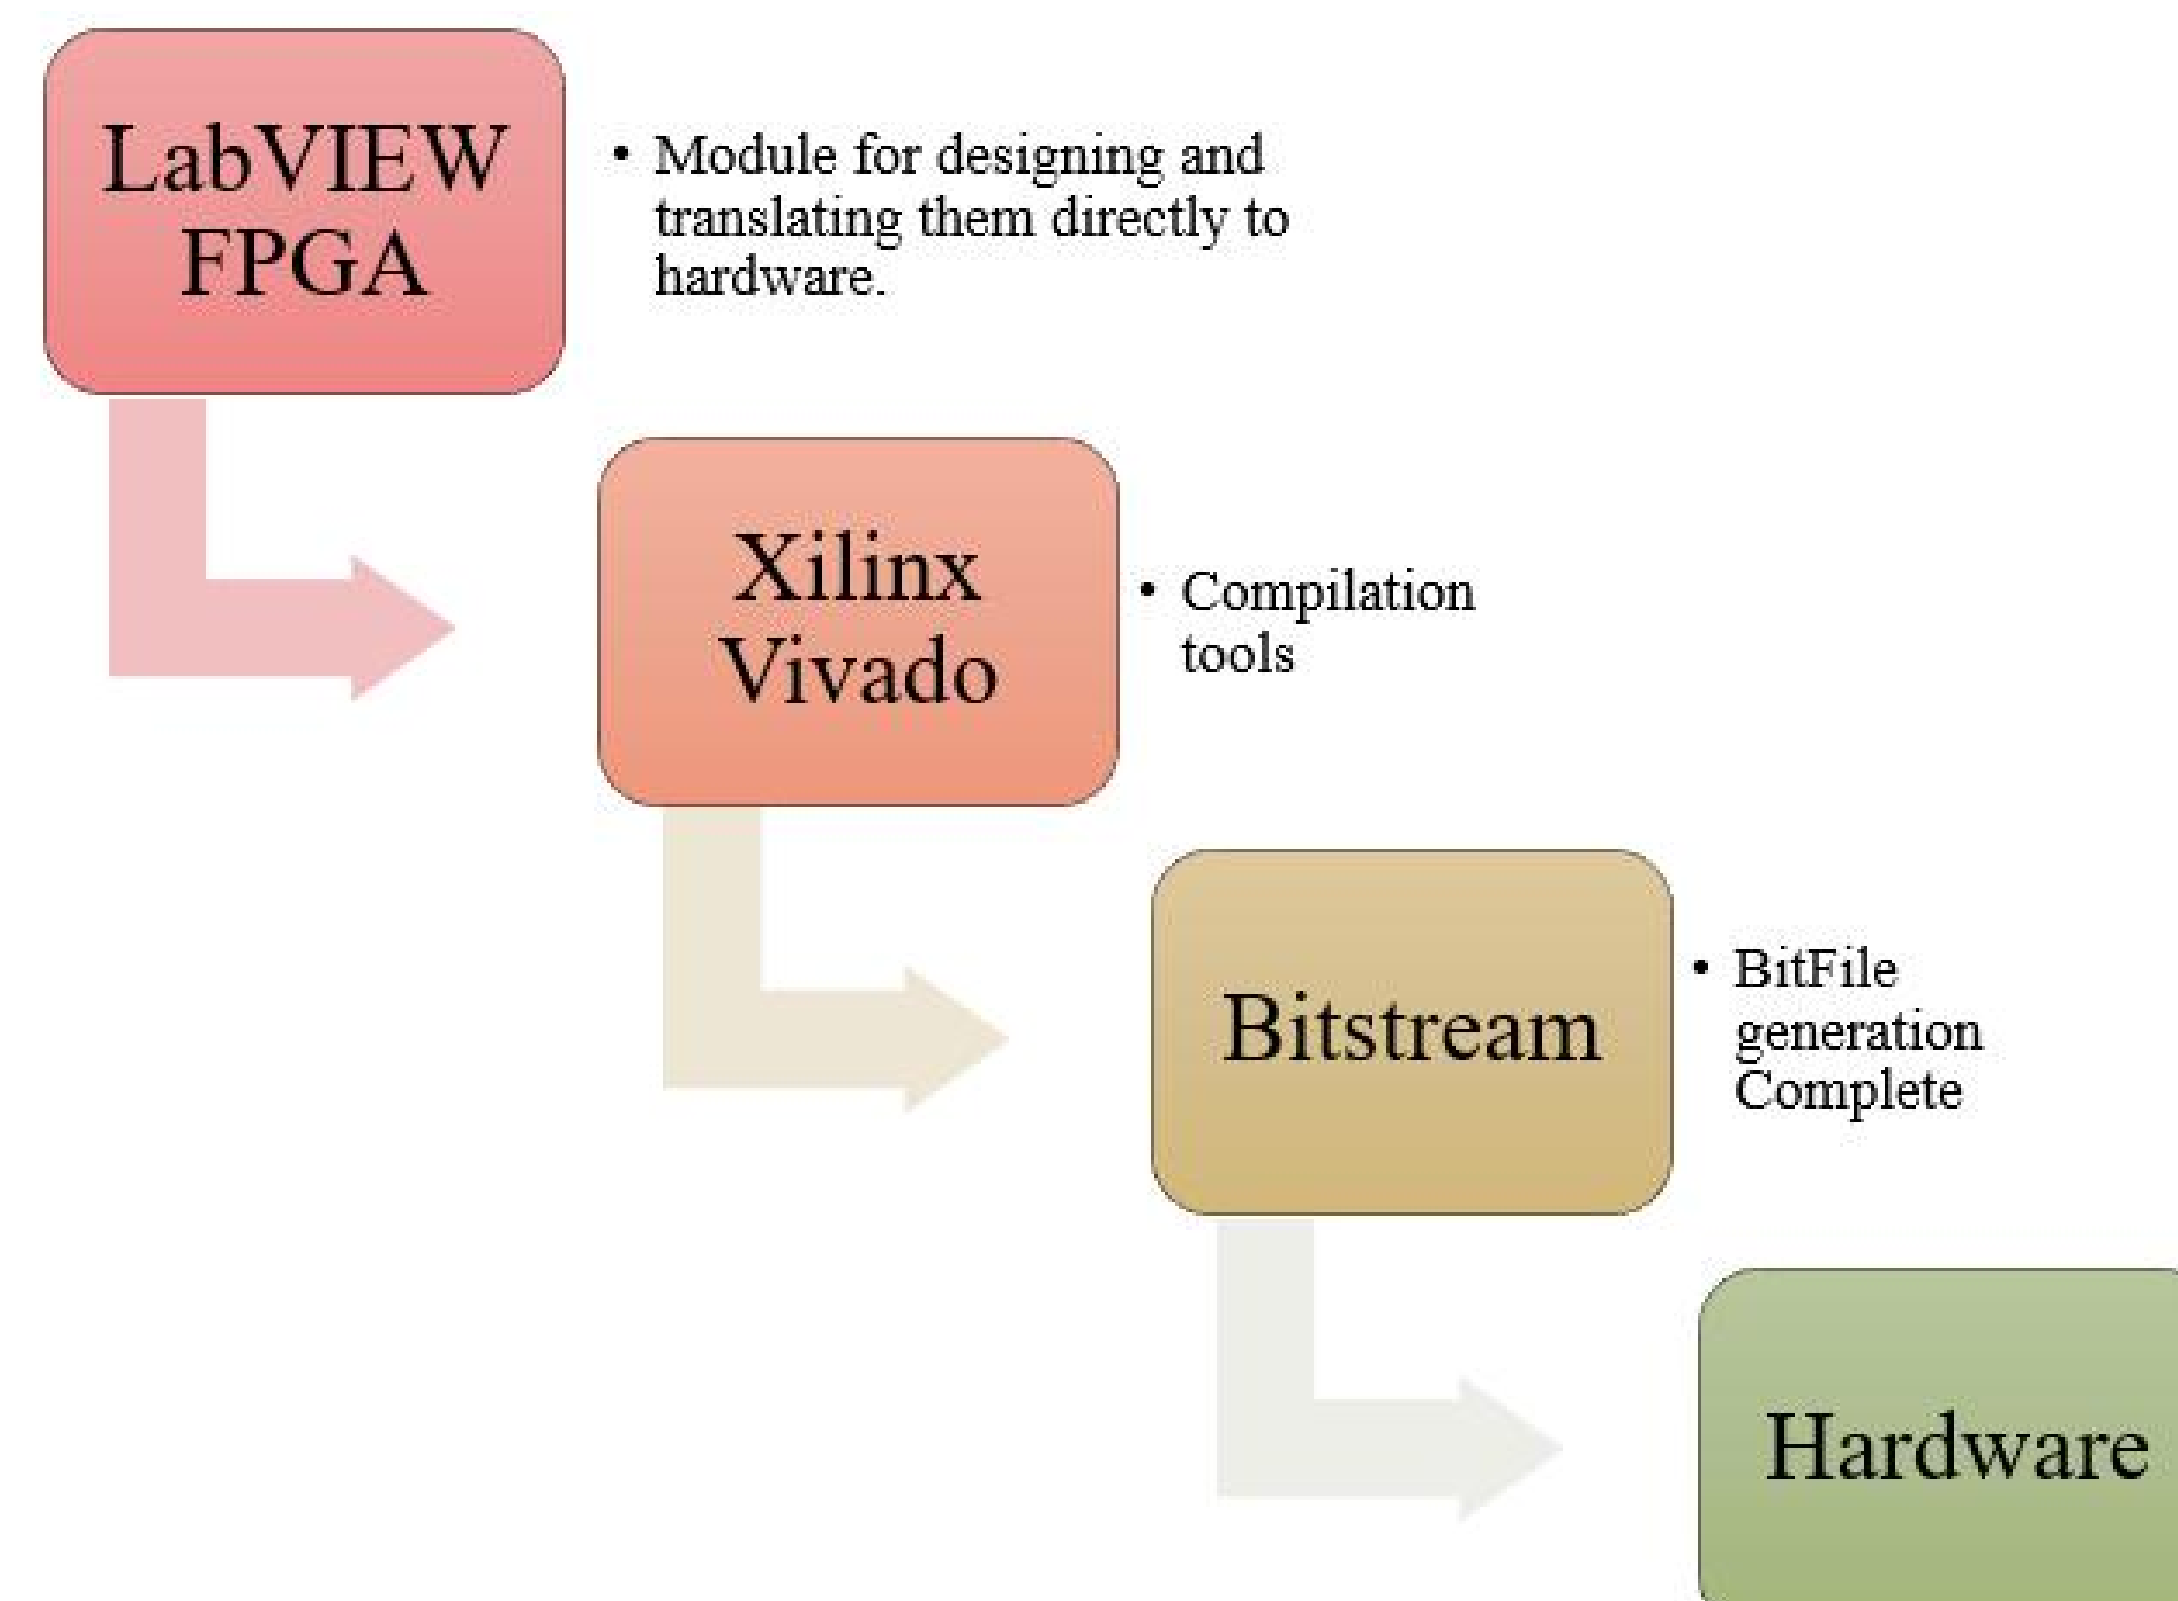 LabVIEW
FPGA
• Module for designing and
translating them directly to
hardware.
Xilinx
Vivado
• Compilation
tools
Bitstream
• BitFile
generation
Complete
Hardware